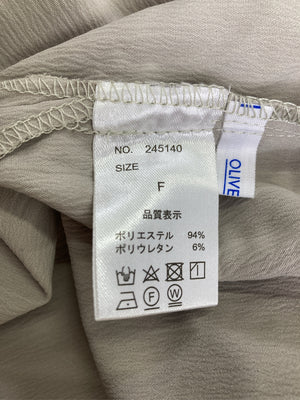 NO. 245140
SIZE
F
品質表示
ポリエステル 94%
ポリウレタン 6%
F W
OLIVE